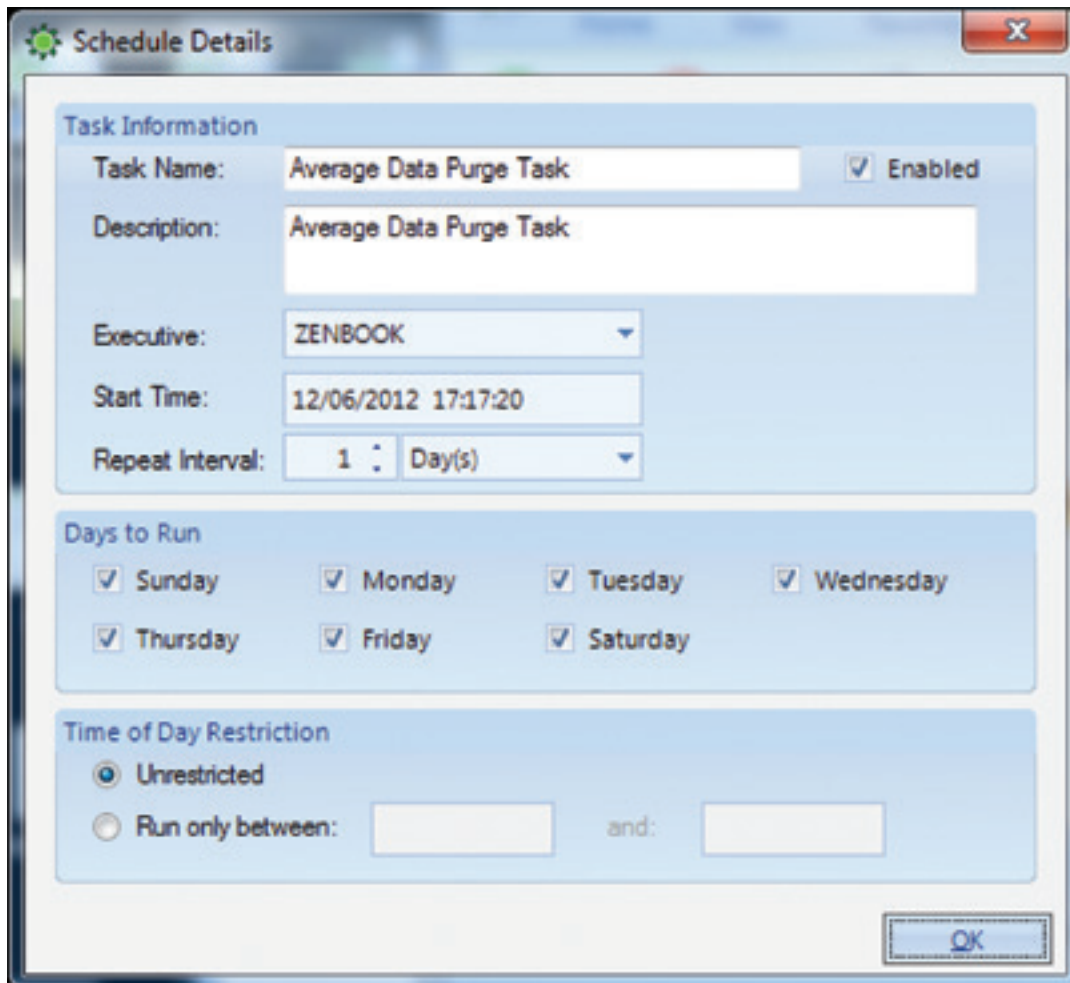 Schedule Details
Task Information
Task Name: Average Data Purge Task Enabled
Description: Average Data Purge Task
Executive: ZENBOOK
Start Time: 12/06/2012 17:17:20
Repeat Interval: 1 Day(s)
Days to Run
Sunday Monday Tuesday Wednesday
Thursday Friday Saturday
Time of Day Restriction
Unrestricted
Run only between: and:
OK